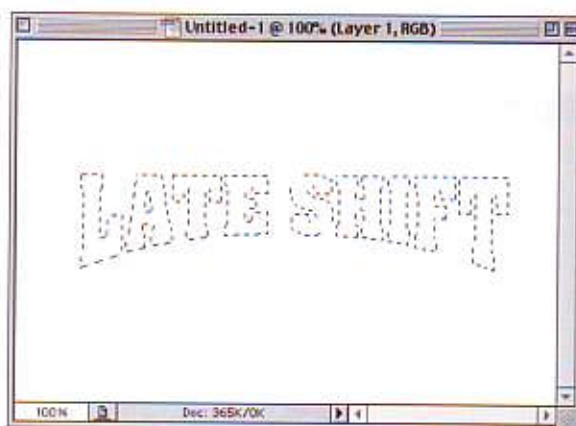 Untitled-1 @ 100% (Layer 1, RGB)
LATE SHIFT
100%
Doc: 365K/0K